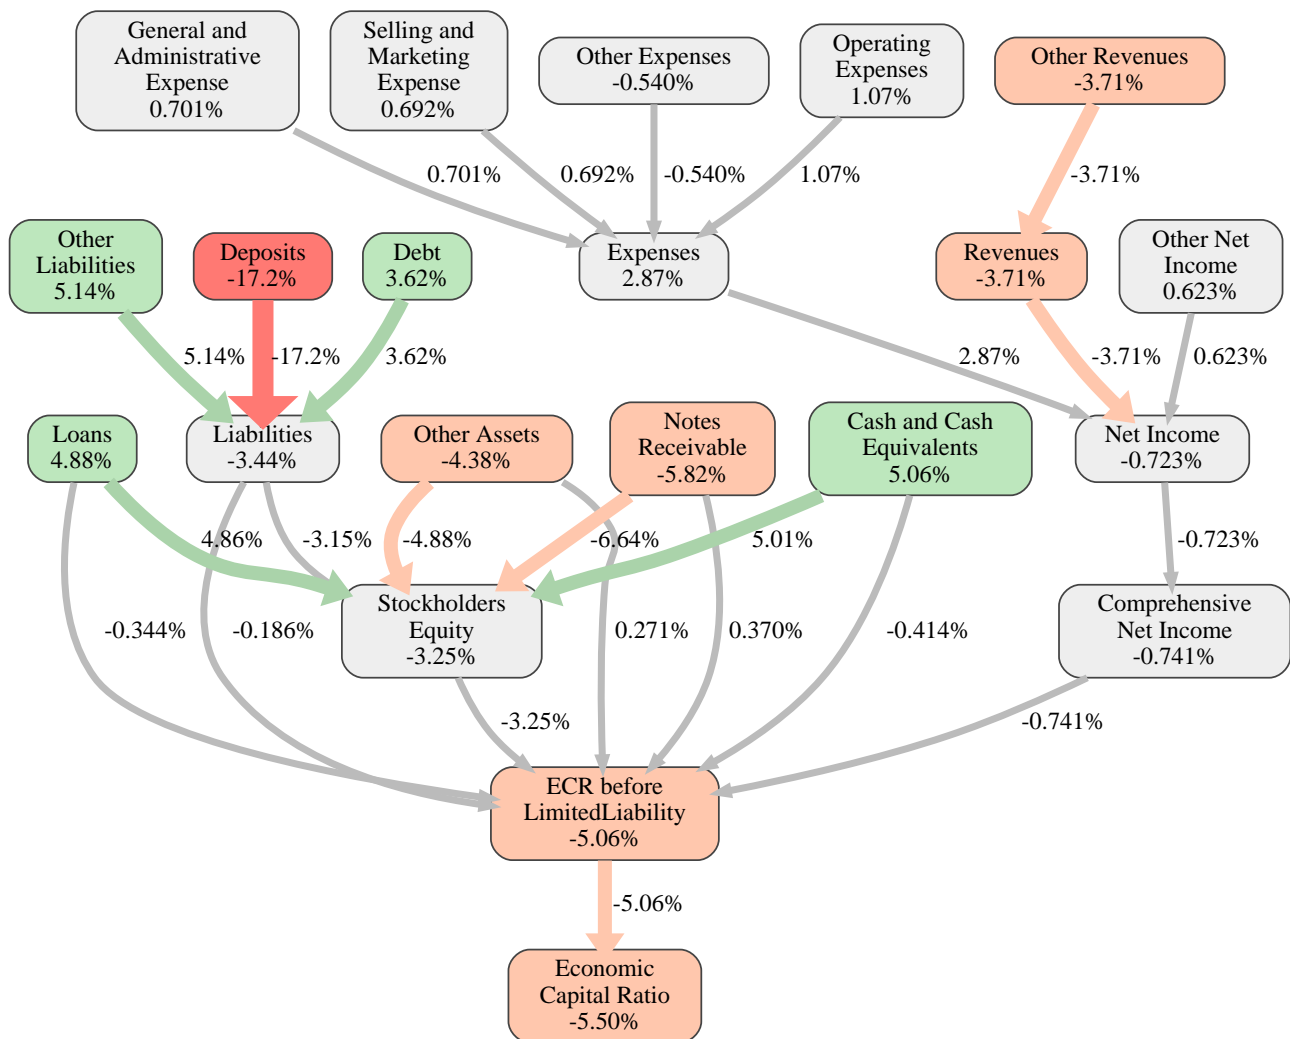 General and
Administrative
Expense
0.701%
Selling and
Marketing
Expense
0.692%
Other Expenses
-0.540%
Operating
Expenses
1.07%
Other Revenues
-3.71%
0.701%
0.692%
-0.540%
1.07%
-3.71%
Other
Liabilities
5.14%
Deposits
-17.2%
Debt
3.62%
Expenses
2.87%
Revenues
-3.71%
Other Net
Income
0.623%
5.14%
-17.2%
3.62%
2.87%
-3.71%
0.623%
Loans
4.88%
Liabilities
-3.44%
Other Assets
-4.38%
Notes
Receivable
-5.82%
Cash and Cash
Equivalents
5.06%
Net Income
-0.723%
4.86%
-3.15%
-4.88%
-6.64%
5.01%
-0.723%
Stockholders
Equity
-3.25%
Comprehensive
Net Income
-0.741%
-0.344%
-0.186%
0.271%
0.370%
-0.414%
-3.25%
-0.741%
ECR before
LimitedLiability
-5.06%
-5.06%
Economic
Capital Ratio
-5.50%